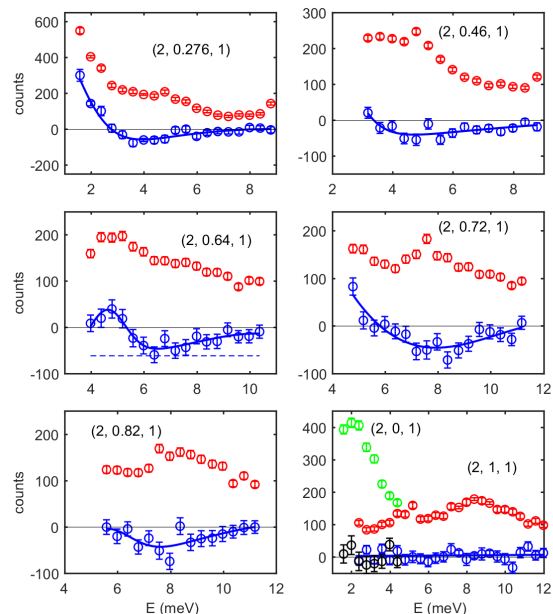 (2, 0.276, 1)
counts
600
400
200
0
-200
2 4 6 8
(2, 0.46, 1)
300
200
100
0
-100
2 4 6 8
(2, 0.64, 1)
counts
200
100
0
-100
4 6 8 10
(2, 0.72, 1)
200
100
0
-100
4 6 8 10 12
(2, 0.82, 1)
counts
200
100
0
-100
4 6 8 10 12
E (meV)
(2, 0, 1)
(2, 1, 1)
400
300
200
100
0
-100
2 4 6 8 10 12
E (meV)